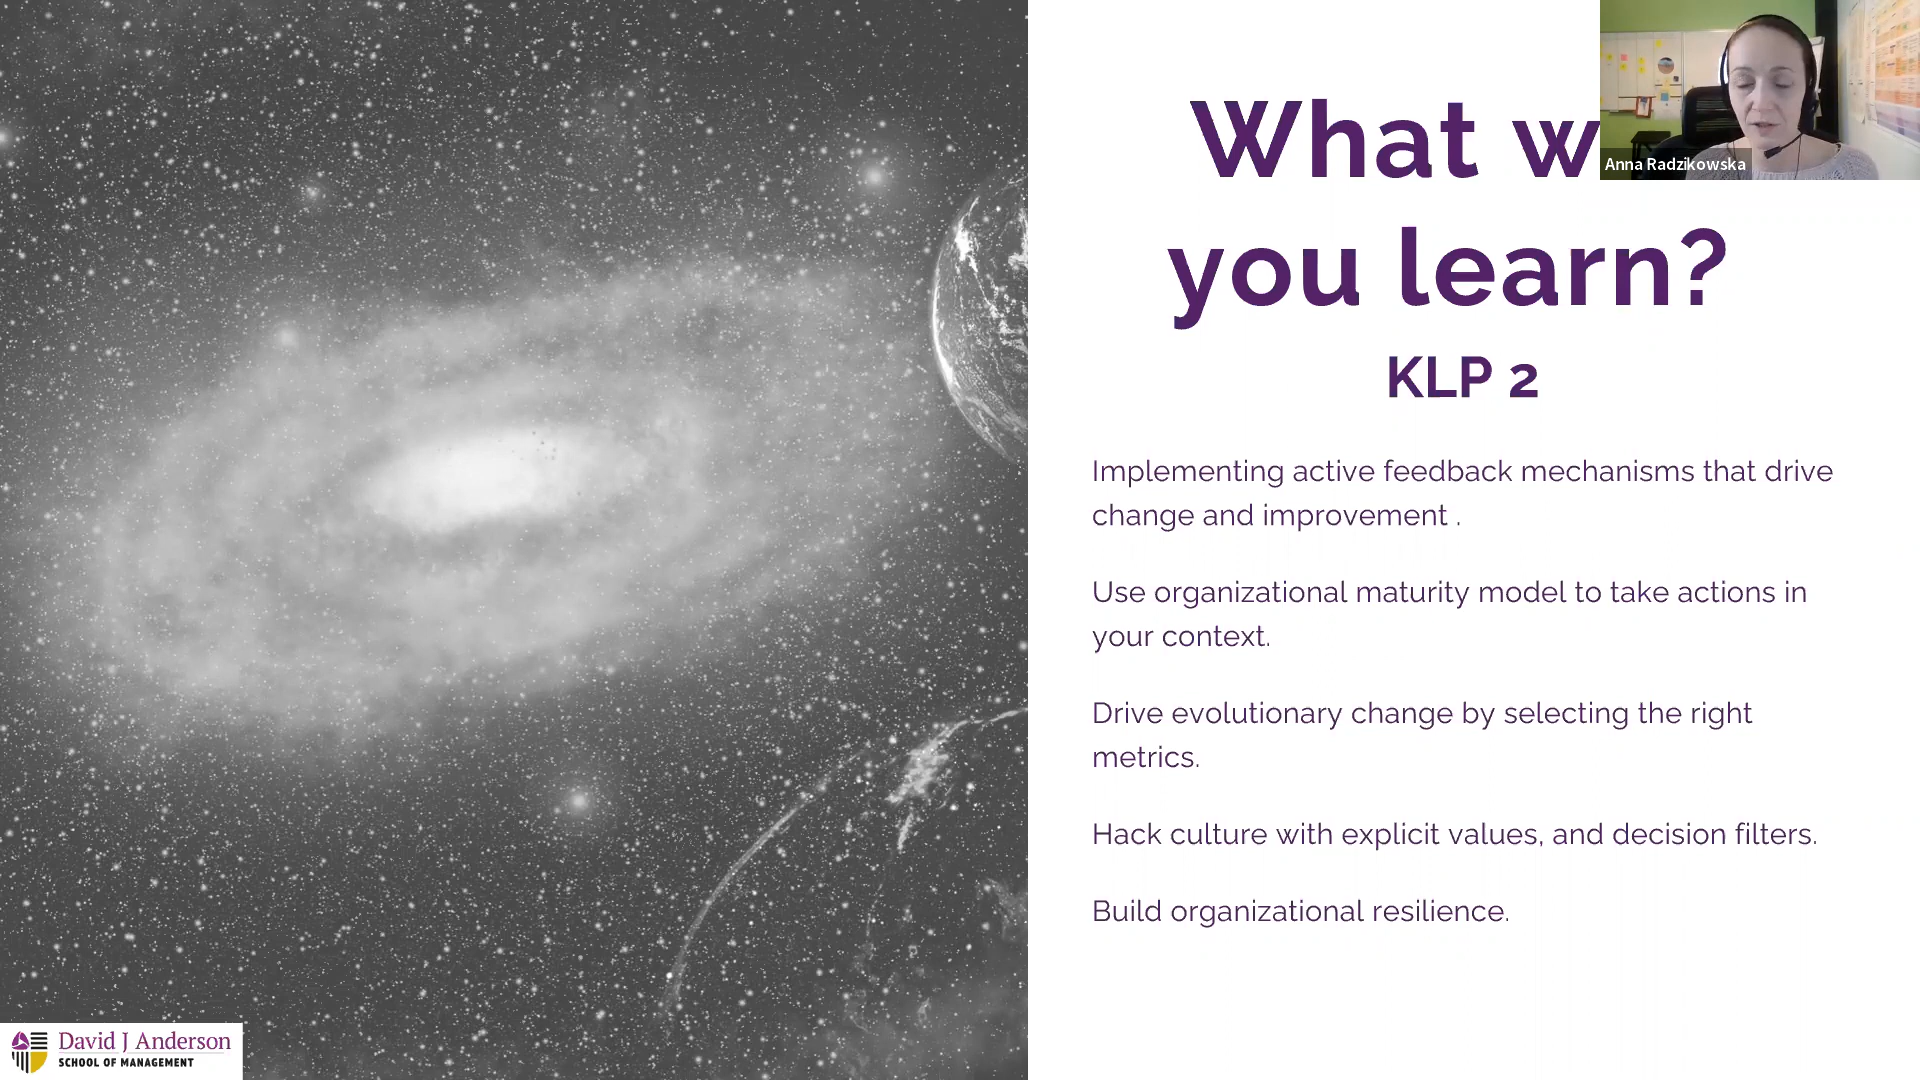 What w
you learn?
KLP 2
Implementing active feedback mechanisms that drive
change and improvement .
Use organizational maturity model to take actions in
your context.
Drive evolutionary change by selecting the right
metrics.
Hack culture with explicit values, and decision filters.
Build organizational resilience.
Anna Radzikowska
David J Anderson
SCHOOL OF MANAGEMENT